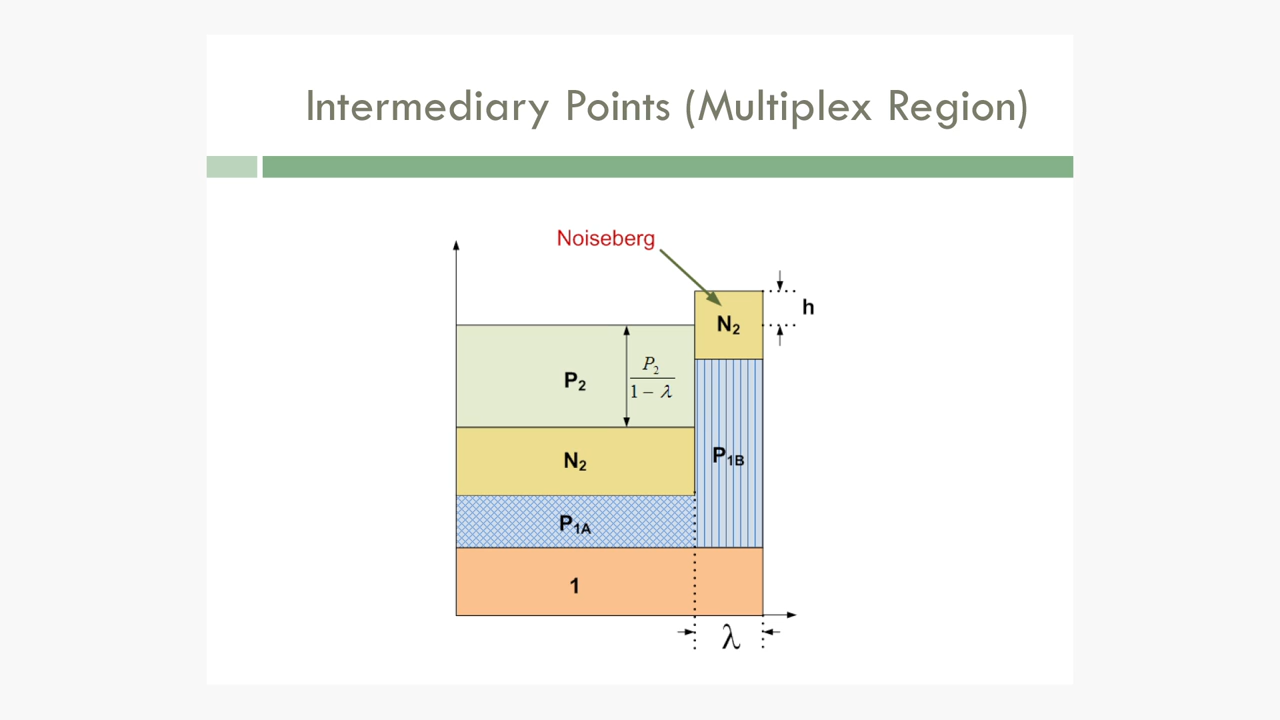 Intermediary Points (Multiplex Region)
Noiseberg
h
N₂
P₂
P₂
1 − λ
P₁B
N₂
P₁A
1
λ